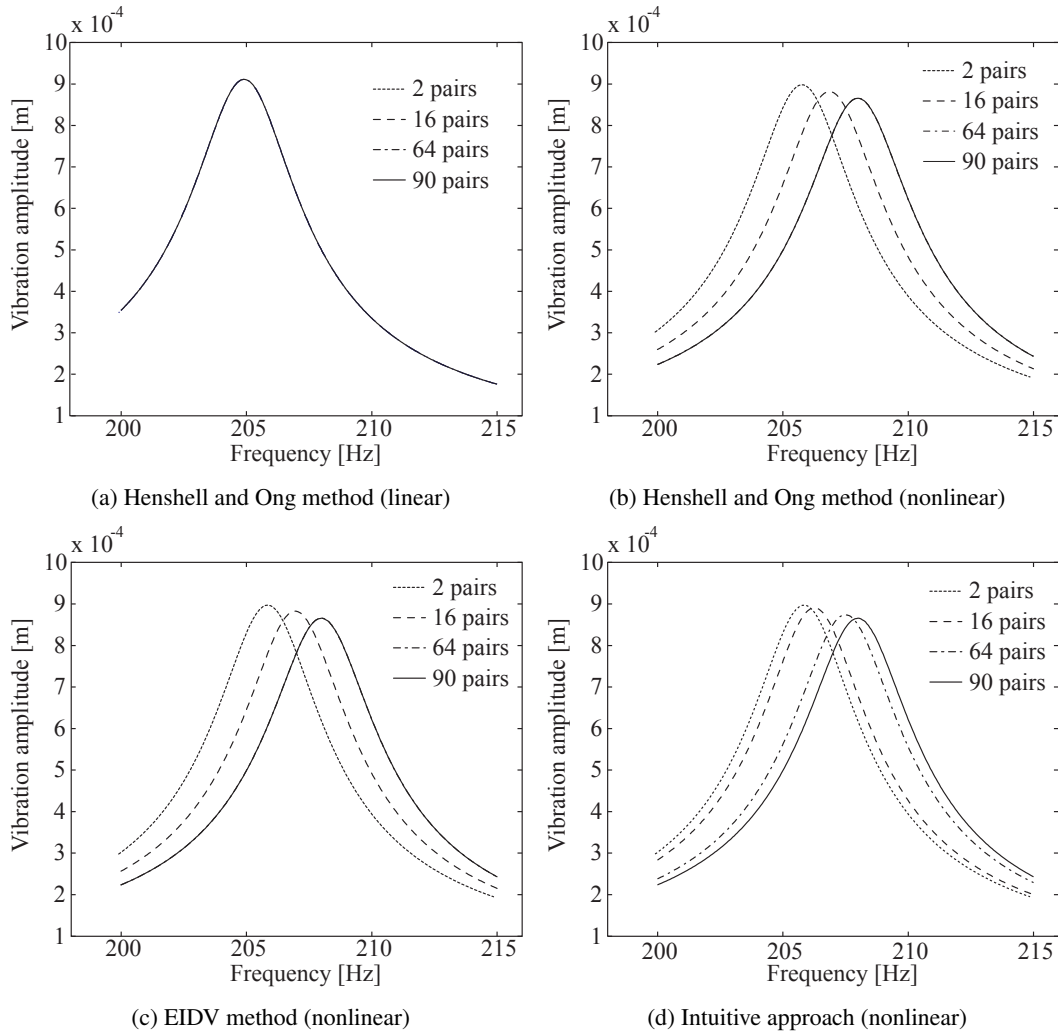 x 10-4
10
9
8
7
6
5
4
3
2
1
Vibration amplitude [m]
2 pairs
16 pairs
64 pairs
90 pairs
200 205 210 215
Frequency [Hz]
(a) Henshell and Ong method (linear)
x 10-4
10
9
8
7
6
5
4
3
2
1
Vibration amplitude [m]
2 pairs
16 pairs
64 pairs
90 pairs
200 205 210 215
Frequency [Hz]
(b) Henshell and Ong method (nonlinear)
x 10-4
10
9
8
7
6
5
4
3
2
1
Vibration amplitude [m]
2 pairs
16 pairs
64 pairs
90 pairs
200 205 210 215
Frequency [Hz]
(c) EIDV method (nonlinear)
x 10-4
10
9
8
7
6
5
4
3
2
1
Vibration amplitude [m]
2 pairs
16 pairs
64 pairs
90 pairs
200 205 210 215
Frequency [Hz]
(d) Intuitive approach (nonlinear)